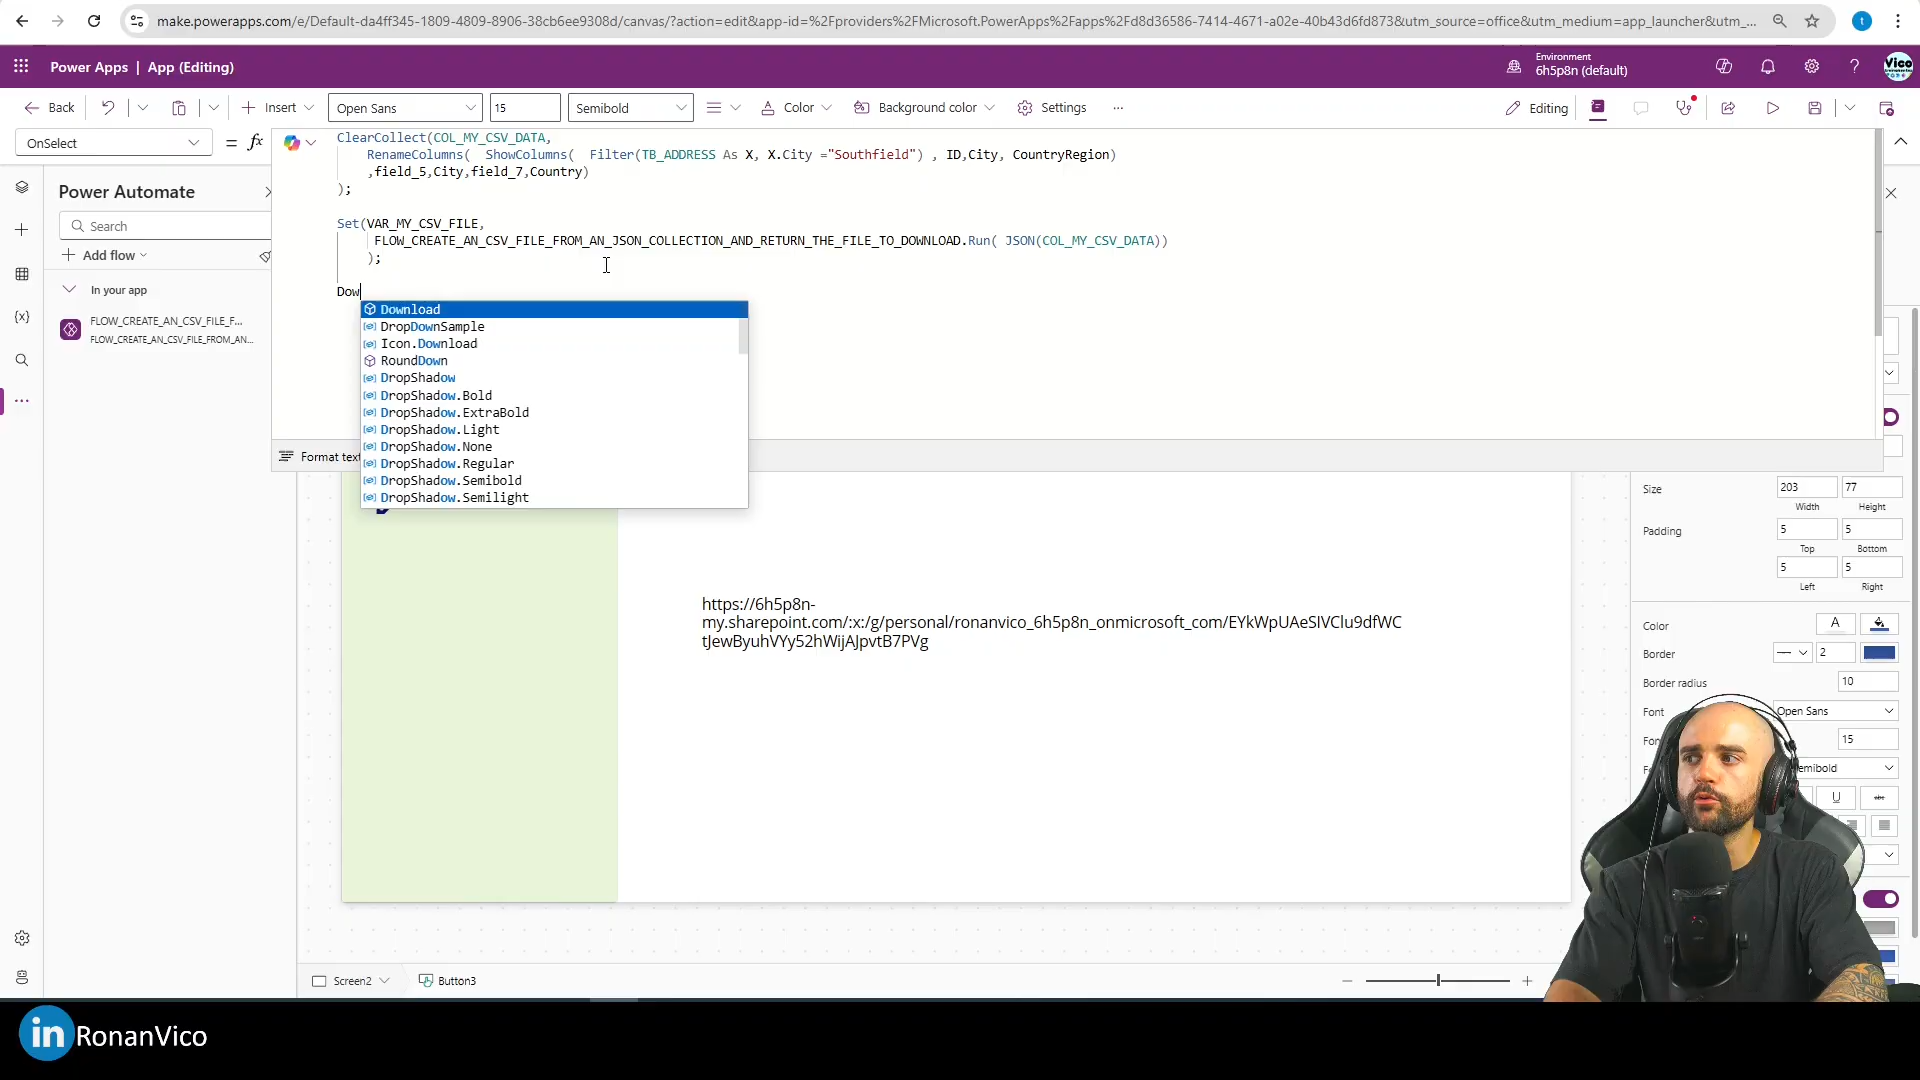 make.powerapps.com/e/Default-da4ff345-1809-4809-8906-38cb6ee9308d/canvas/?action=edit&app-id=%2Fproviders%2FMicrosoft.PowerApps%2Fapps%2Fd8d36586-7414-4671-a02e-40b43d6fd873&utm_source=office&utm_medium=app_launcher&utm_...
t
Power Apps | App (Editing)
Environment
6h5p8n (default)
Vico
Back
Insert
Open Sans
15
Semibold
Color
Background color
Settings
Editing
OnSelect
= fx
ClearCollect(COL_MY_CSV_DATA,
RenameColumns( ShowColumns( Filter(TB_ADDRESS As X, X.City ="Southfield") , ID,City, CountryRegion)
,field_5,City,field_7,Country)
);
Set(VAR_MY_CSV_FILE,
FLOW_CREATE_AN_CSV_FILE_FROM_AN_JSON_COLLECTION_AND_RETURN_THE_FILE_TO_DOWNLOAD.Run( JSON(COL_MY_CSV_DATA))
);
Dow
Download
DropDownSample
Icon.Download
RoundDown
DropShadow
DropShadow.Bold
DropShadow.ExtraBold
DropShadow.Light
DropShadow.None
DropShadow.Regular
DropShadow.Semibold
DropShadow.Semilight
Format text
Power Automate
Search
Add flow
In your app
FLOW_CREATE_AN_CSV_FILE_F...
FLOW_CREATE_AN_CSV_FILE_FROM_AN...
https://6h5p8n-
my.sharepoint.com/:x:/g/personal/ronanvico_6h5p8n_onmicrosoft_com/EYkWpUAeSIVClu9dfWC
tJewByuhVYy52hWijAJpvtB7PVg
Size
203
77
Width
Height
Padding
5
5
Top
Bottom
5
5
Left
Right
Color
A
Border
2
Border radius
10
Font
Open Sans
15
U
abc
Screen2
Button3
in RonanVico